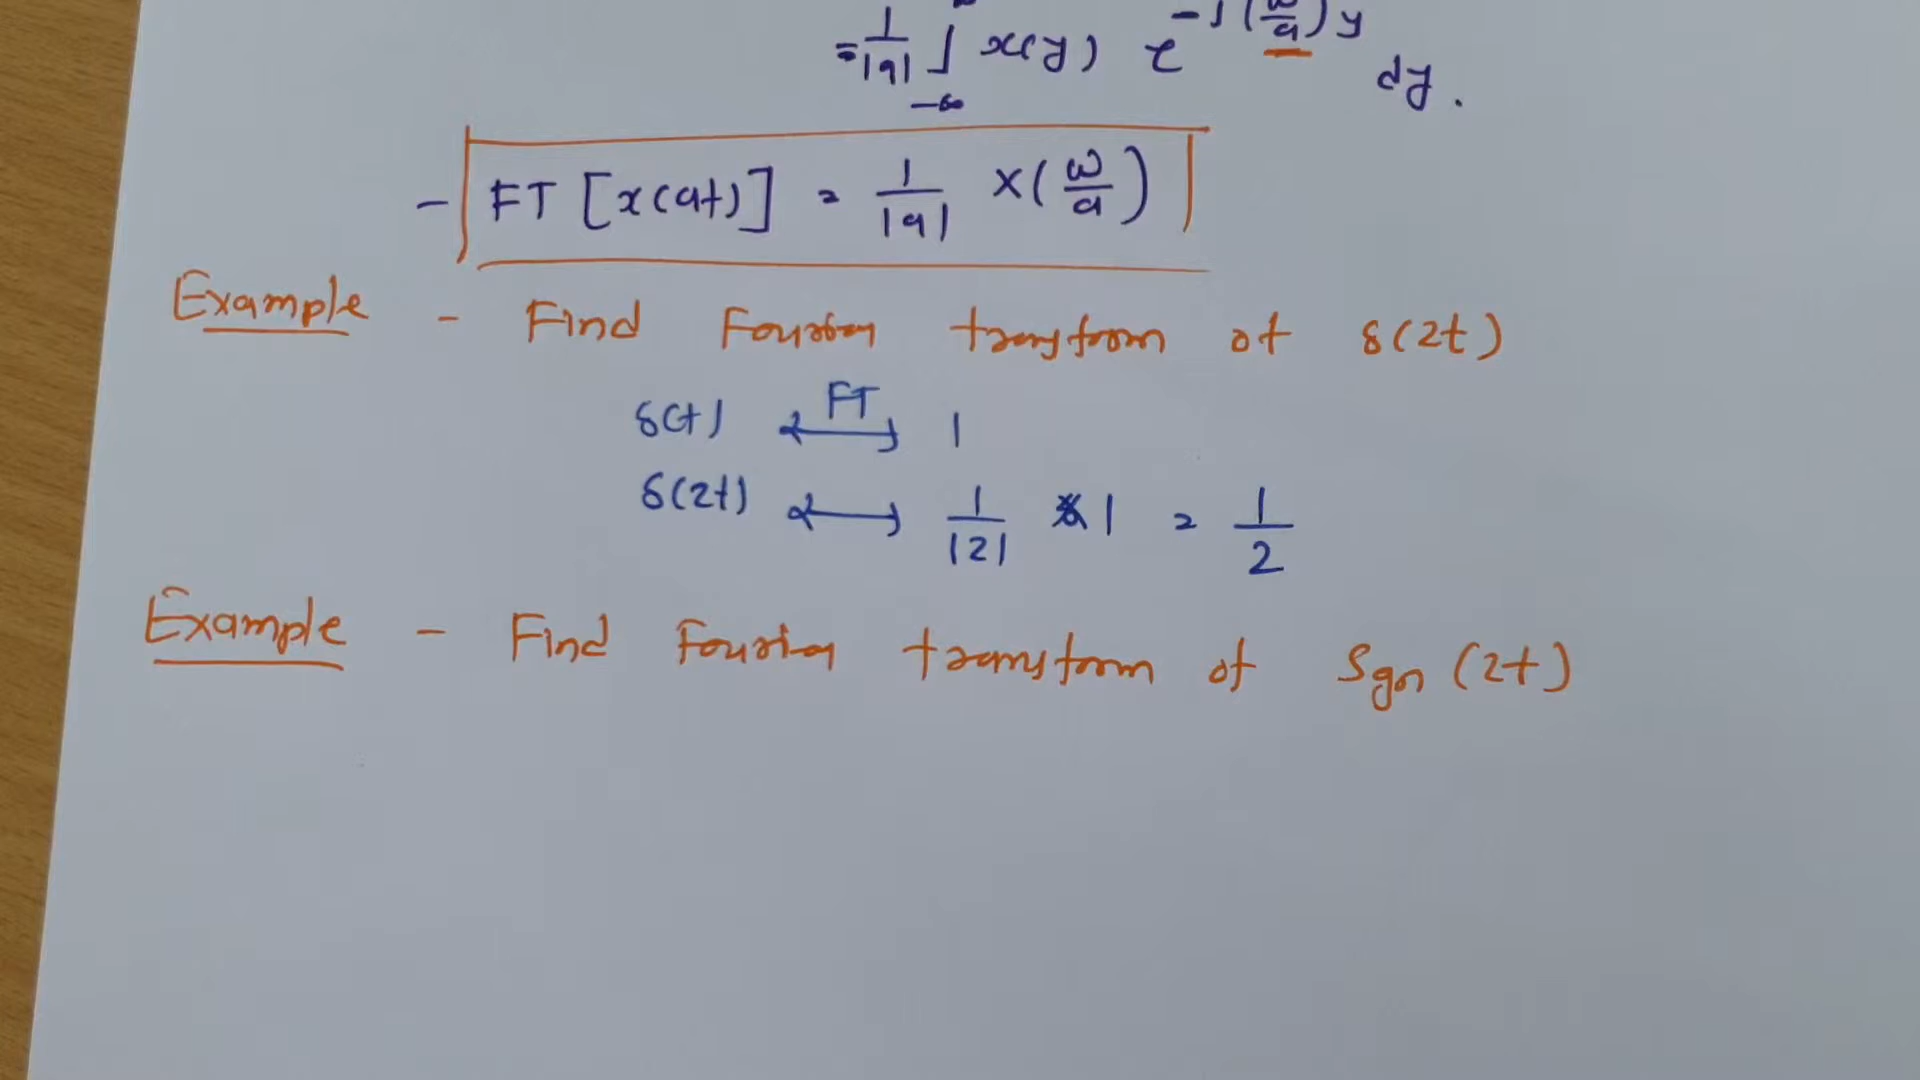 = 1/|a| ∫ x(y) e^-j(ω/a)y dy.
-∞
- FT [x(at)] = 1/|a| X(ω/a)
Example - Find Fourier transfrom of δ(2t)
δ(t) ←FT→ 1
δ(2t) ↔ 1/|2| × 1 = 1/2
Example - Find Fourier transform of Sgn (2t)